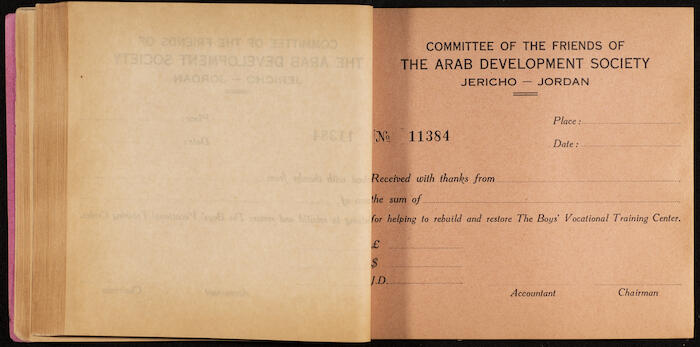 COMMITTEE OF THE FRIENDS OF
THE ARAB DEVELOPMENT SOCIETY
JERICHO — JORDAN
Place:
Date:
№ 11384
Received with thanks from
the sum of
for helping to rebuild and restore The Boys' Vocational Training Center.
£
$
J.D.
Accountant Chairman